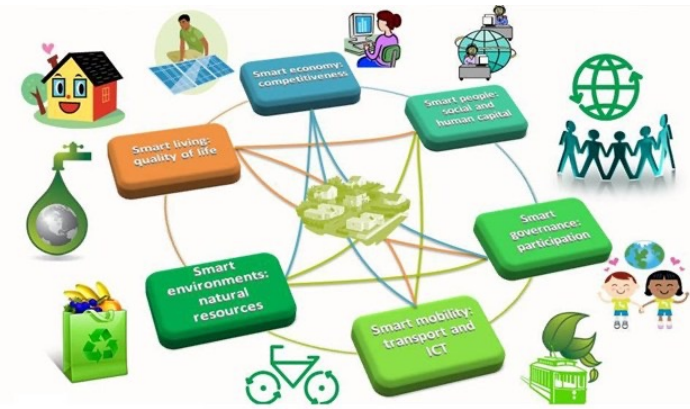 Smart economy:
competitiveness
Smart people:
social and
human capital
Smart living:
quality of life
Smart
governance:
participation
Smart
environments:
natural
resources
Smart mobility:
transport and
ICT